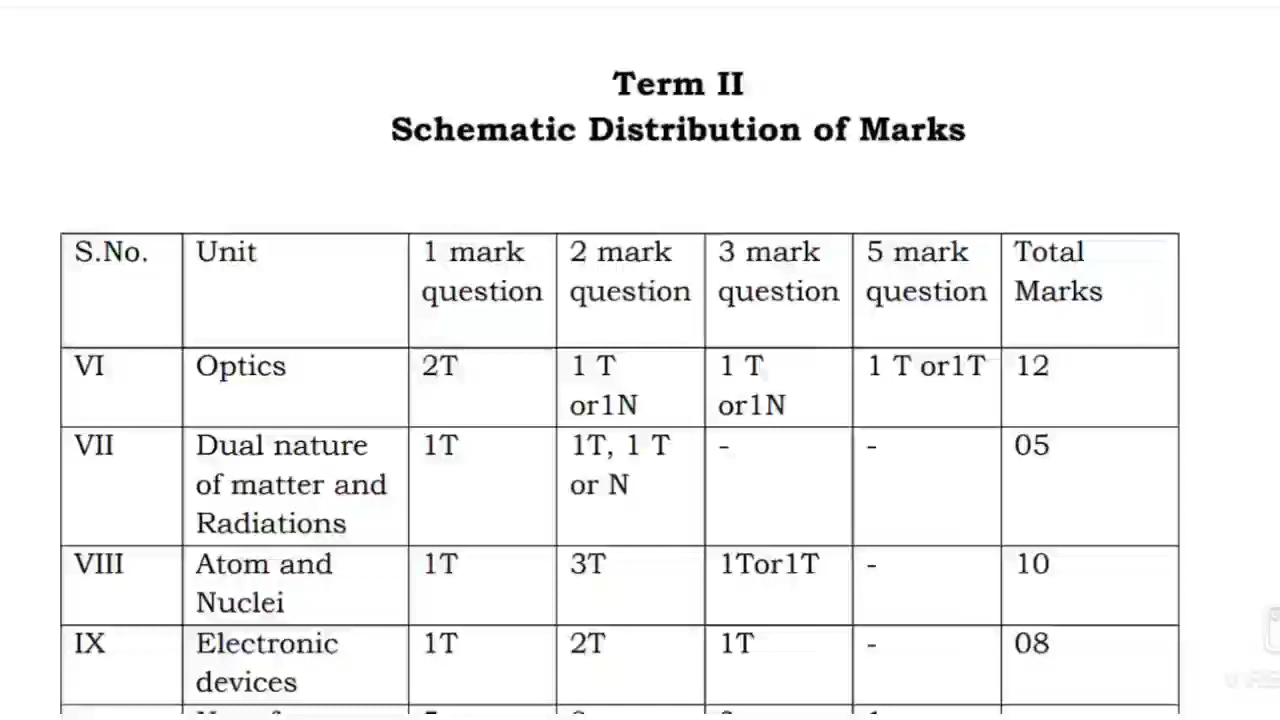 Term II
Schematic Distribution of Marks
S.No. Unit 1 mark question 2 mark question 3 mark question 5 mark question Total Marks
VI Optics 2T 1 T or1N 1 T or1N 1 T or1T 12
VII Dual nature of matter and Radiations 1T 1T, 1 T or N - - 05
VIII Atom and Nuclei 1T 3T 1Tor1T - 10
IX Electronic devices 1T 2T 1T - 08